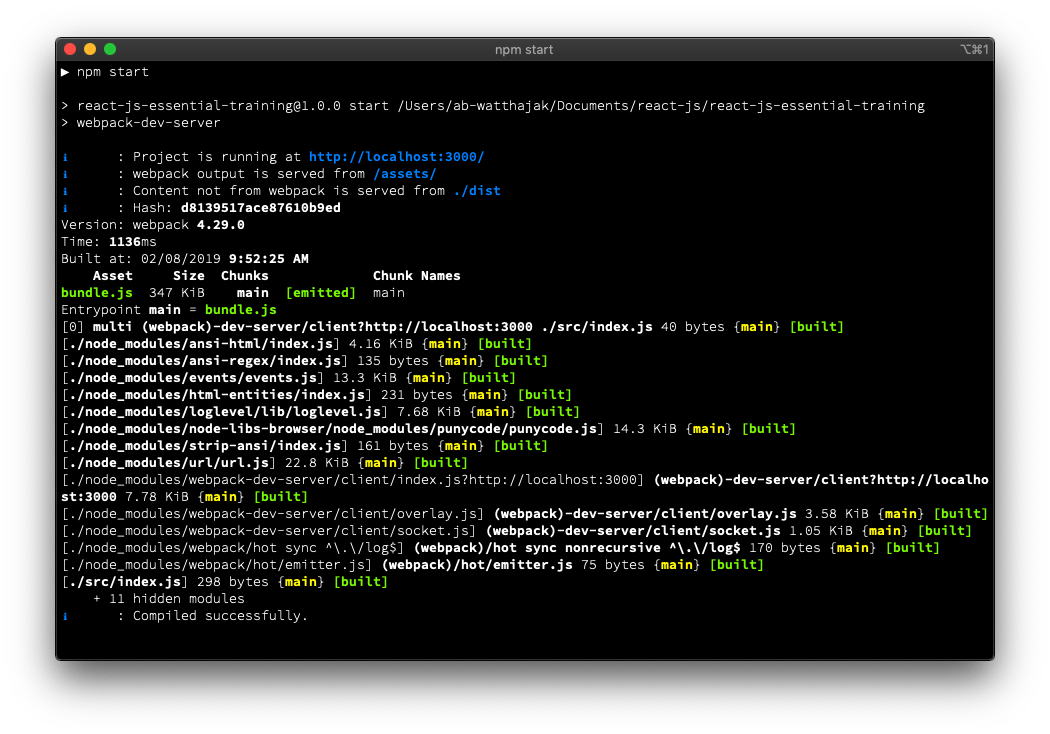 npm start
⌥⌘1
▶ npm start
> react-js-essential-training@1.0.0 start /Users/ab-watthajak/Documents/react-js/react-js-essential-training
> webpack-dev-server
ℹ : Project is running at http://localhost:3000/
ℹ : webpack output is served from /assets/
ℹ : Content not from webpack is served from ./dist
ℹ : Hash: d8139517ace87610b9ed
Version: webpack 4.29.0
Time: 1136ms
Built at: 02/08/2019 9:52:25 AM
Asset Size Chunks Chunk Names
bundle.js 347 KiB main [emitted] main
Entrypoint main = bundle.js
[0] multi (webpack)-dev-server/client?http://localhost:3000 ./src/index.js 40 bytes {main} [built]
[./node_modules/ansi-html/index.js] 4.16 KiB {main} [built]
[./node_modules/ansi-regex/index.js] 135 bytes {main} [built]
[./node_modules/events/events.js] 13.3 KiB {main} [built]
[./node_modules/html-entities/index.js] 231 bytes {main} [built]
[./node_modules/loglevel/lib/loglevel.js] 7.68 KiB {main} [built]
[./node_modules/node-libs-browser/node_modules/punycode/punycode.js] 14.3 KiB {main} [built]
[./node_modules/strip-ansi/index.js] 161 bytes {main} [built]
[./node_modules/url/url.js] 22.8 KiB {main} [built]
[./node_modules/webpack-dev-server/client/index.js?http://localhost:3000] (webpack)-dev-server/client?http://localho
st:3000 7.78 KiB {main} [built]
[./node_modules/webpack-dev-server/client/overlay.js] (webpack)-dev-server/client/overlay.js 3.58 KiB {main} [built]
[./node_modules/webpack-dev-server/client/socket.js] (webpack)-dev-server/client/socket.js 1.05 KiB {main} [built]
[./node_modules/webpack/hot sync ^\.\/log$] (webpack)/hot sync nonrecursive ^\.\/log$ 170 bytes {main} [built]
[./node_modules/webpack/hot/emitter.js] (webpack)/hot/emitter.js 75 bytes {main} [built]
[./src/index.js] 298 bytes {main} [built]
+ 11 hidden modules
ℹ : Compiled successfully.